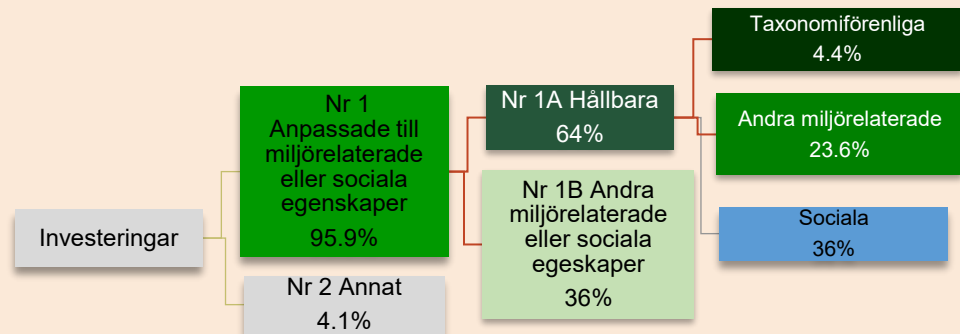 Investeringar
Nr 1
Anpassade till
miljörelaterade
eller sociala
egenskaper
95.9%
Nr 2 Annat
4.1%
Nr 1A Hållbara
64%
Nr 1B Andra
miljörelaterade
eller sociala
egeskaper
36%
Taxonomiförenliga
4.4%
Andra miljörelaterade
23.6%
Sociala
36%